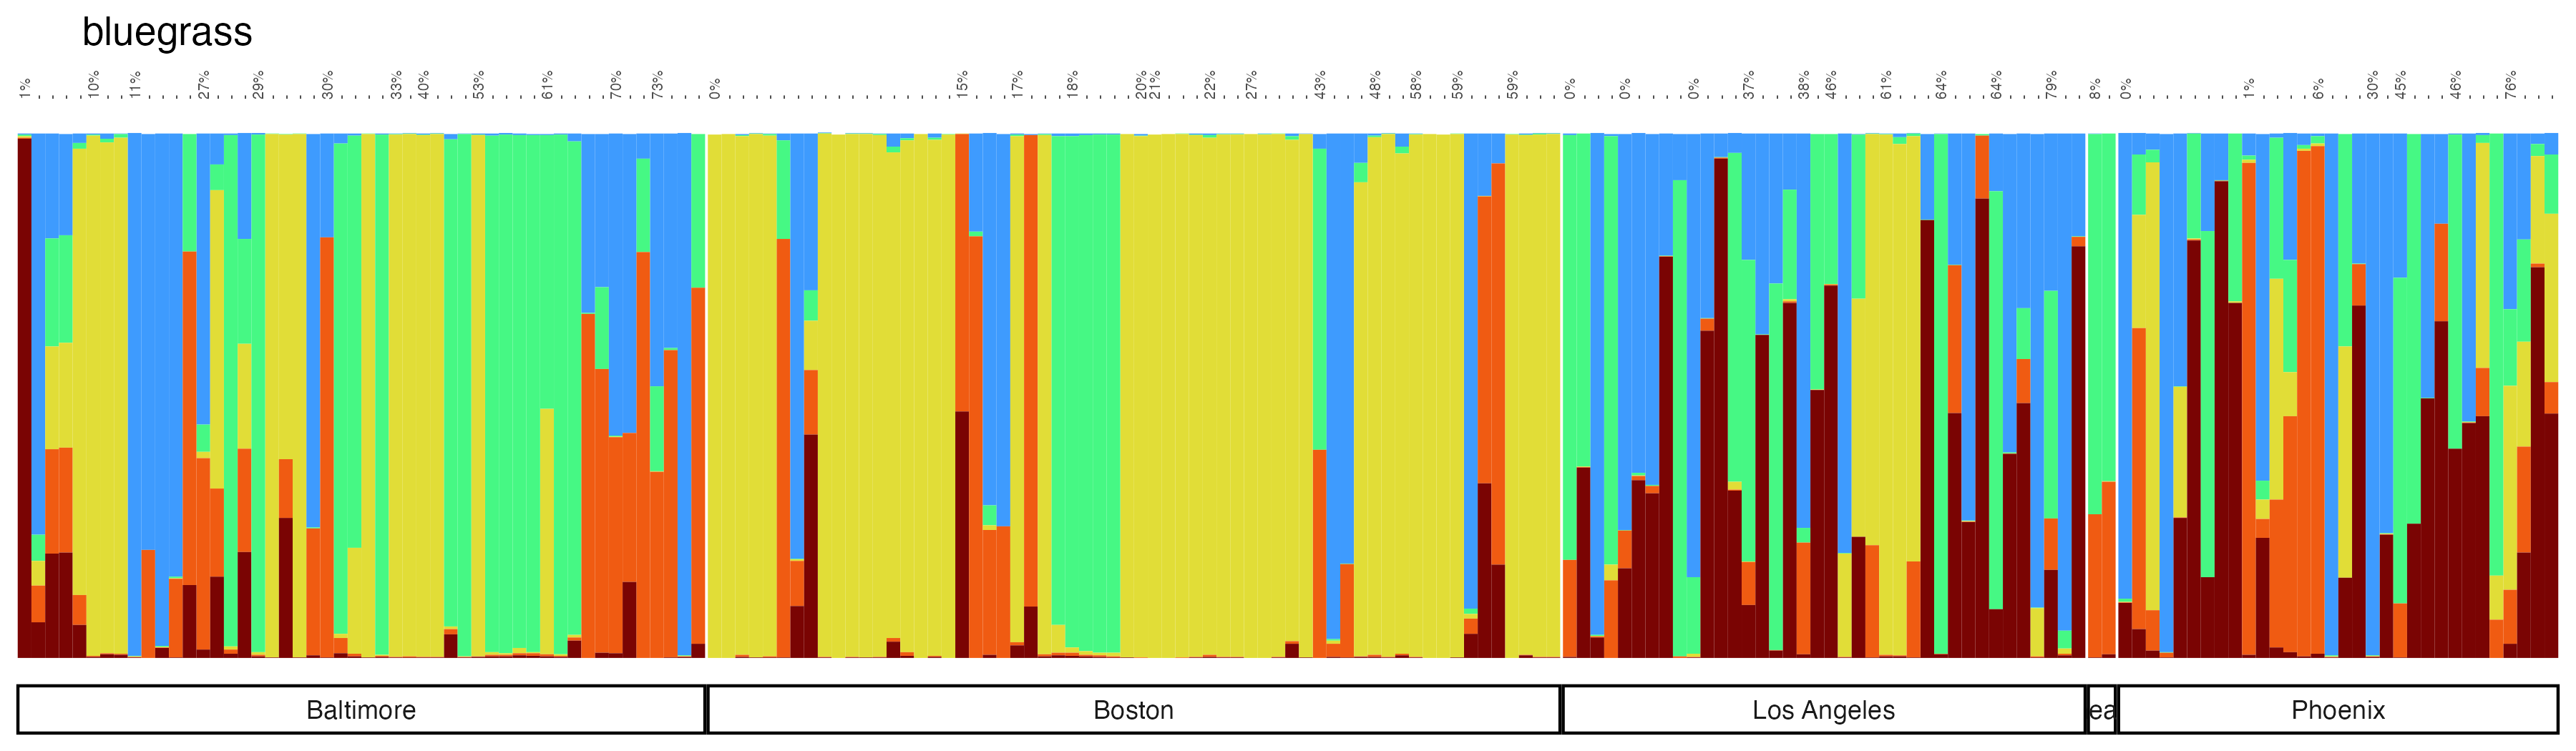 bluegrass
1% - - - - 10% - - 11% - - - - 27% - - - 29% - - - - 30% - - - - 33% - 40% - - - 53% - - - - 61% - - - - 70% - - 73% - - - 0% - - - - - - - - - - - - - - - - - 15% - - - 17% - - - 18% - - - - 20% 21% - - - 22% - - 27% - - - - 43% - - - 48% - - 58% - - 59% - - - 59% - - - 0% - - - 0% - - - - 0% - - - 37% - - - 38% - 46% - - - 61% - - - 64% - - - 64% - - - 79% - - 8% - 0% - - - - - - - - 1% - - - - 6% - - - 30% - 45% - - - 46% - - - 76% - - -
Baltimore Boston Los Angeles ea Phoenix